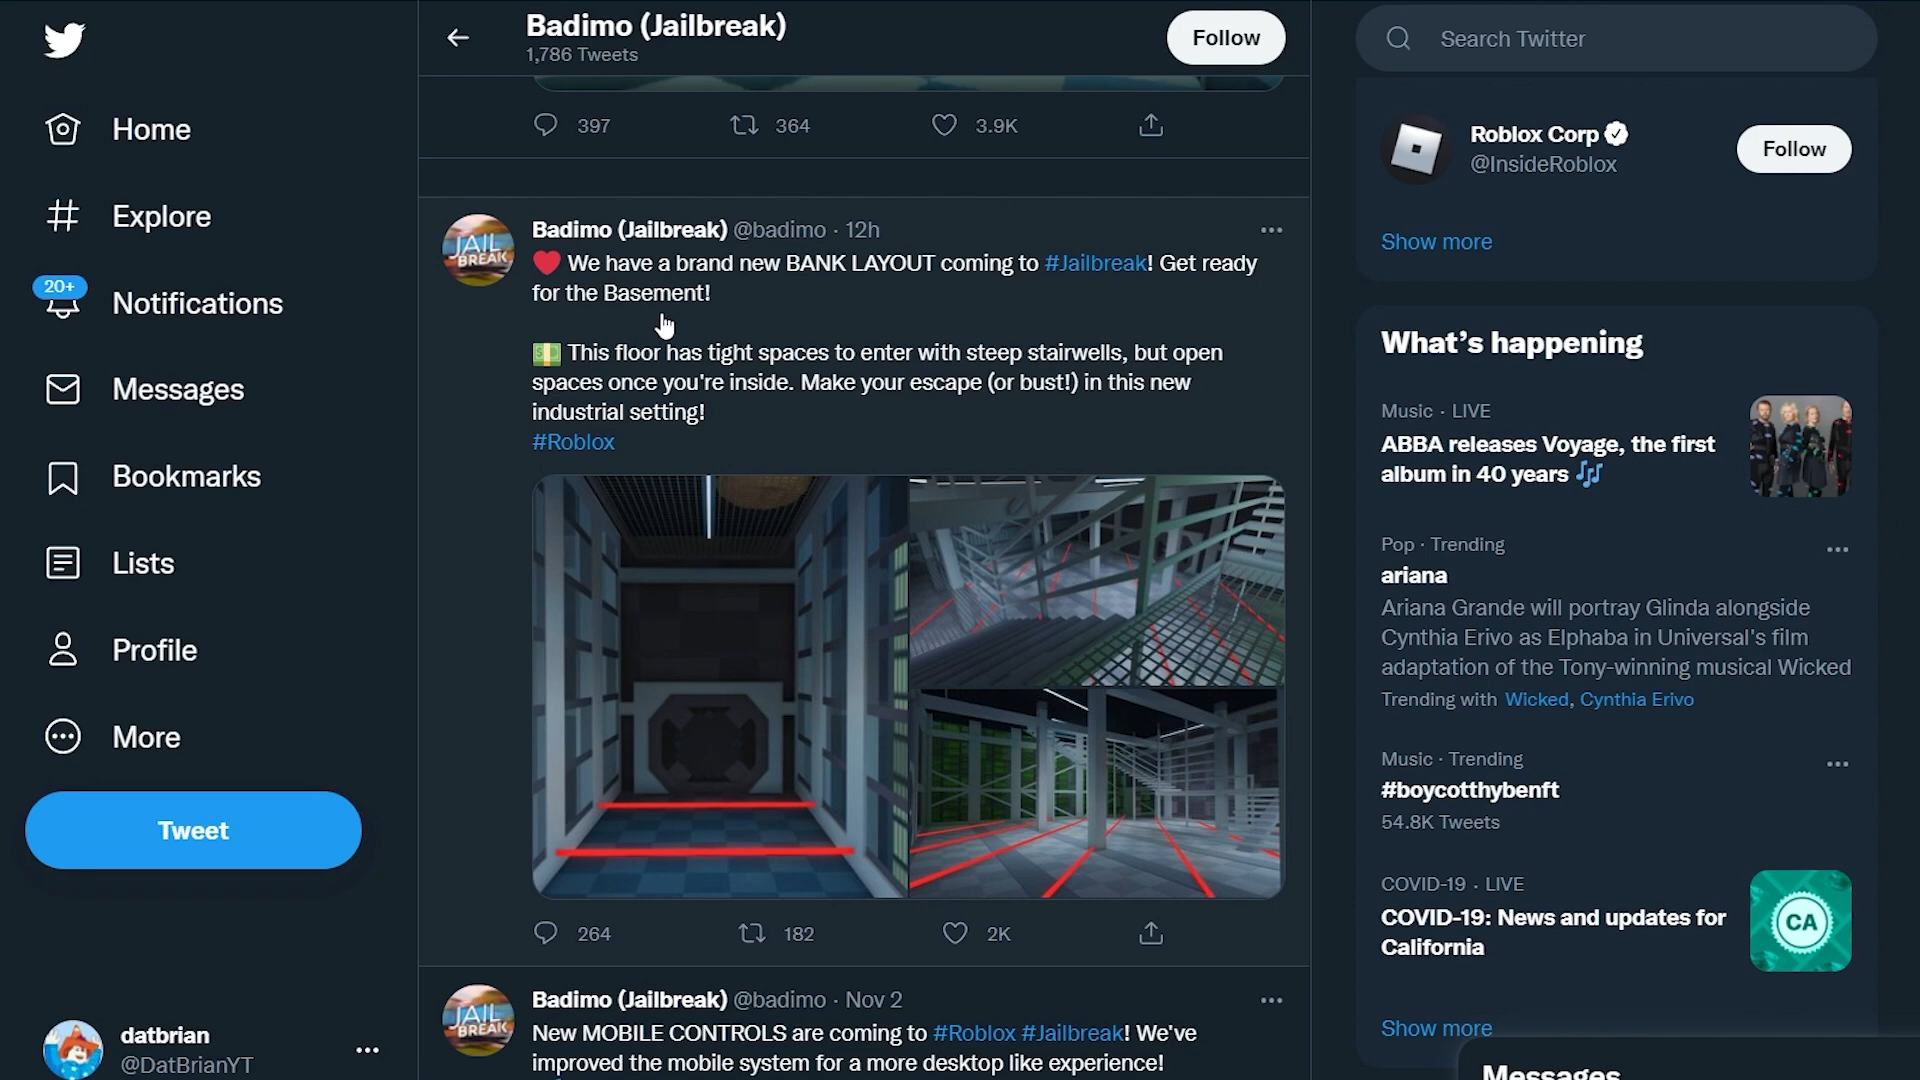 Home
Explore
20+
Notifications
Messages
Bookmarks
Lists
Profile
More
Tweet
datbrian
@DatBrianYT
Badimo (Jailbreak)
1,786 Tweets
Follow
397 364 3.9K
JAIL
BREAK
Badimo (Jailbreak) @badimo · 12h
❤️ We have a brand new BANK LAYOUT coming to #Jailbreak! Get ready
for the Basement!
💵 This floor has tight spaces to enter with steep stairwells, but open
spaces once you're inside. Make your escape (or bust!) in this new
industrial setting!
#Roblox
264 182 2K
JAIL
BREAK
Badimo (Jailbreak) @badimo · Nov 2
New MOBILE CONTROLS are coming to #Roblox #Jailbreak! We've
improved the mobile system for a more desktop like experience!
Search Twitter
Roblox Corp
@InsideRoblox
Follow
Show more
What's happening
Music · LIVE
ABBA releases Voyage, the first
album in 40 years 🎶
Pop · Trending
ariana
Ariana Grande will portray Glinda alongside
Cynthia Erivo as Elphaba in Universal's film
adaptation of the Tony-winning musical Wicked
Trending with Wicked, Cynthia Erivo
Music · Trending
#boycotthybenft
54.8K Tweets
COVID-19 · LIVE
COVID-19: News and updates for
California
CA
Show more
Messages